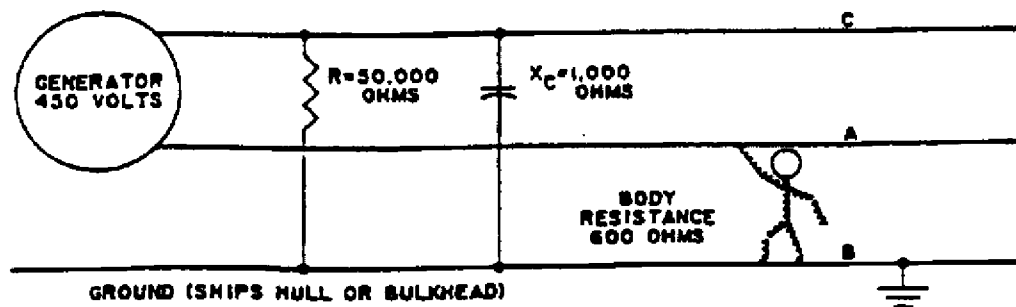 C
GENERATOR
450 VOLTS
R=50,000
OHMS
XC=1,000
OHMS
A
BODY
RESISTANCE
600 OHMS
B
GROUND (SHIPS HULL OR BULKHEAD)